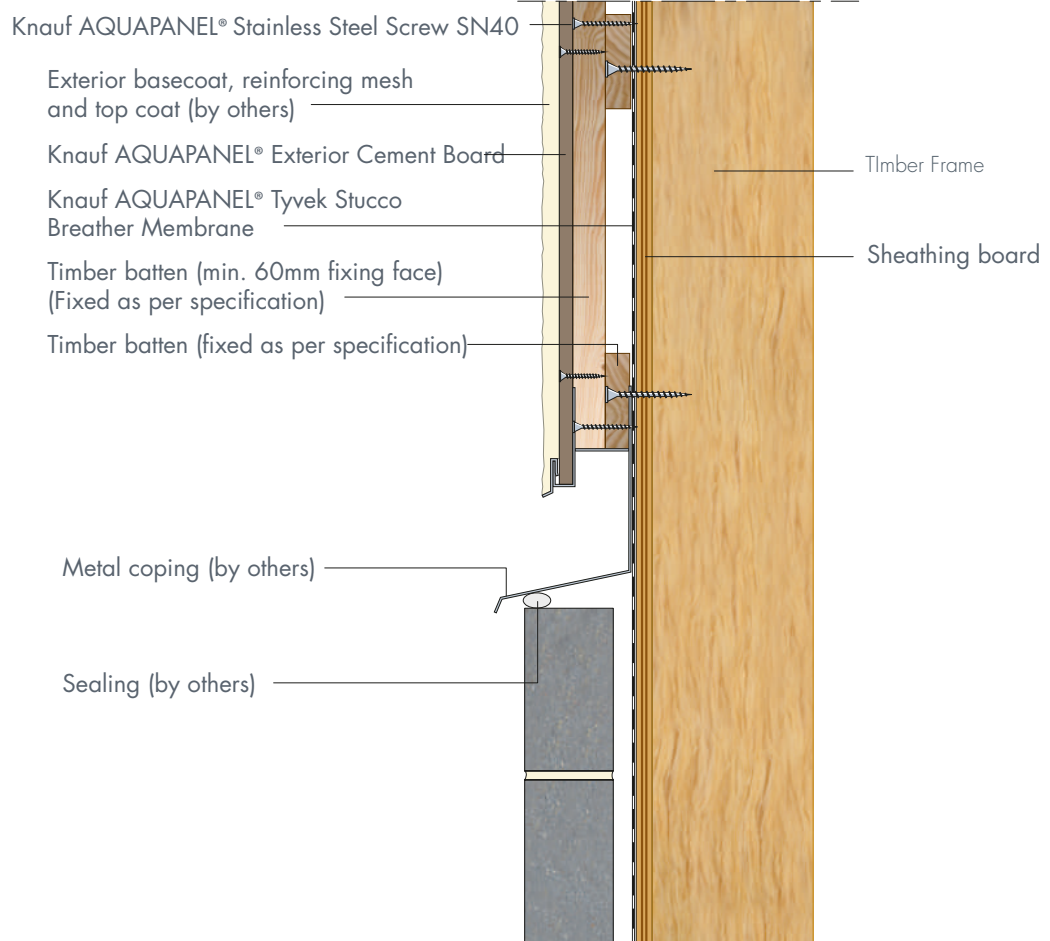 Knauf AQUAPANEL® Stainless Steel Screw SN40
Exterior basecoat, reinforcing mesh
and top coat (by others)
Knauf AQUAPANEL® Exterior Cement Board
Knauf AQUAPANEL® Tyvek Stucco
Breather Membrane
Timber batten (min. 60mm fixing face)
(Fixed as per specification)
Timber batten (fixed as per specification)
Metal coping (by others)
Sealing (by others)
TImber Frame
Sheathing board